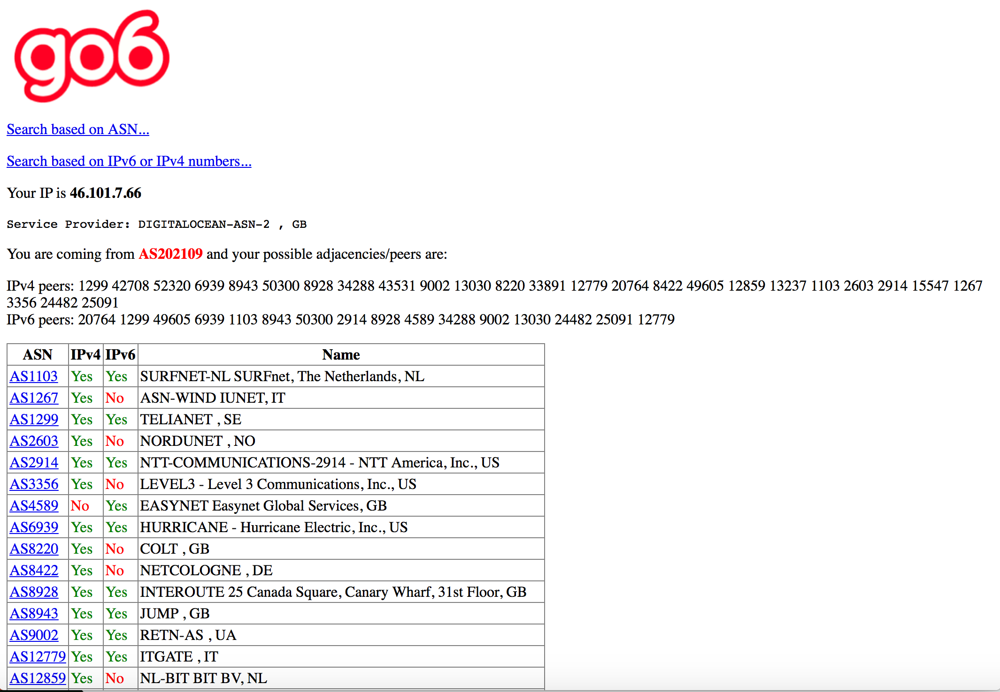 go6
Search based on ASN...
Search based on IPv6 or IPv4 numbers...
Your IP is 46.101.7.66
Service Provider: DIGITALOCEAN-ASN-2 , GB
You are coming from AS202109 and your possible adjacencies/peers are:
IPv4 peers: 1299 42708 52320 6939 8943 50300 8928 34288 43531 9002 13030 8220 33891 12779 20764 8422 49605 12859 13237 1103 2603 2914 15547 1267
3356 24482 25091
IPv6 peers: 20764 1299 49605 6939 1103 8943 50300 2914 8928 4589 34288 9002 13030 24482 25091 12779
ASN IPv4 IPv6 Name
AS1103 Yes Yes SURFNET-NL SURFnet, The Netherlands, NL
AS1267 Yes No ASN-WIND IUNET, IT
AS1299 Yes Yes TELIANET , SE
AS2603 Yes No NORDUNET , NO
AS2914 Yes Yes NTT-COMMUNICATIONS-2914 - NTT America, Inc., US
AS3356 Yes No LEVEL3 - Level 3 Communications, Inc., US
AS4589 No Yes EASYNET Easynet Global Services, GB
AS6939 Yes Yes HURRICANE - Hurricane Electric, Inc., US
AS8220 Yes No COLT , GB
AS8422 Yes No NETCOLOGNE , DE
AS8928 Yes Yes INTEROUTE 25 Canada Square, Canary Wharf, 31st Floor, GB
AS8943 Yes Yes JUMP , GB
AS9002 Yes Yes RETN-AS , UA
AS12779 Yes Yes ITGATE , IT
AS12859 Yes No NL-BIT BIT BV, NL